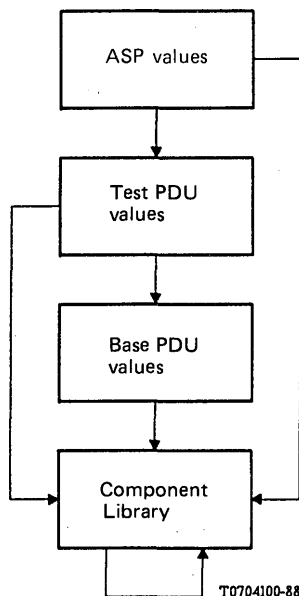 ASP values
Test PDU
values
Base PDU
values
Component
Library
T0704100-88